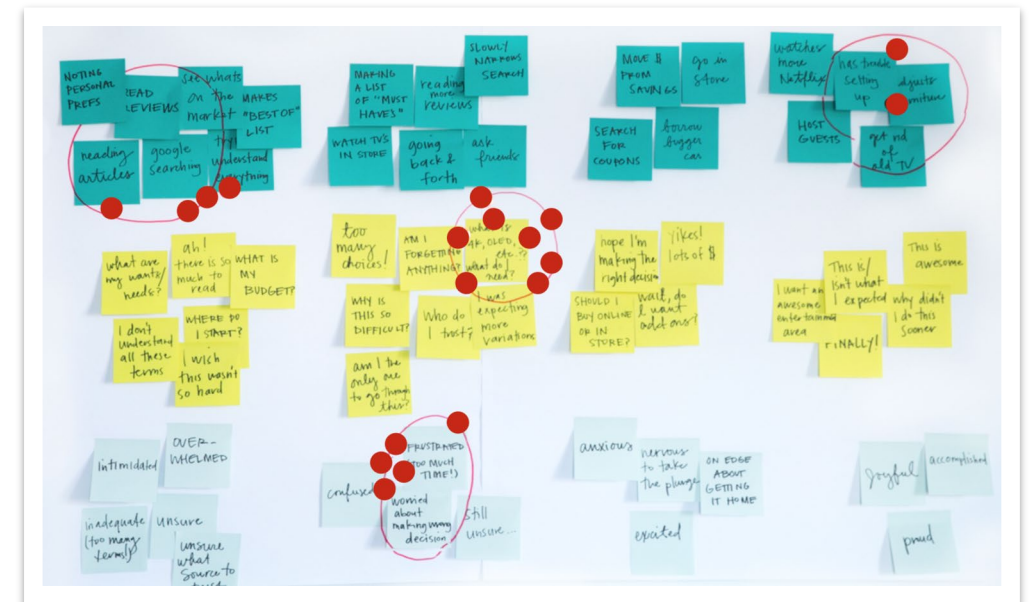 NOTING
PERSONAL
PREFS
READ
REVIEWS
see whats
on the
market
MAKES
"BEST OF"
LIST
reading
articles
google
searching
try
understand
everything
MAKING
A LIST
OF "MUST
HAVES"
reading
more
reviews
SLOWLY
NARROWS
SEARCH
WATCH TV'S
IN STORE
going
back &
forth
ask
friends
MOVE $
FROM
SAVINGS
go in
store
SEARCH
FOR
COUPONS
borrow
bigger
car
watches
more
Netflix
has trouble
setting
up
adjusts
furniture
HOST
GUESTS
get rid
of
old TV
what are
my wants/
needs?
ah!
there is so
much to
read
WHAT IS
MY
BUDGET?
I don't
understand
all these
terms
WHERE DO
I START?
I wish
this wasn't
so hard
too
many
choices!
AM I
FORGETTING
ANYTHING?
what is
4K, OLED,
etc.??
what do I
need?
WHY IS
THIS SO
DIFFICULT?
Who do
I trust?
I was
expecting
more
variations
am I the
only one
to go through
this?
hope I'm
making the
right decision
yikes!
lots of $
SHOULD I
BUY ONLINE
OR IN
STORE?
wait, do
I want
add ons?
I want an
awesome
entertainment
area
This is/
isn't what
I expected
This is
awesome
why didn't
I do this
sooner
FINALLY!
intimidated
OVER-
WHELMED
inadequate
(too many
terms!)
unsure
unsure
what
source to
confused
FRUSTRATED
(TOO MUCH
TIME!)
worried
about
making wrong
decision
still
unsure...
anxious
nervous
to take
the plunge
ON EDGE
ABOUT
GETTING
IT HOME
excited
joyful
accomplished
proud